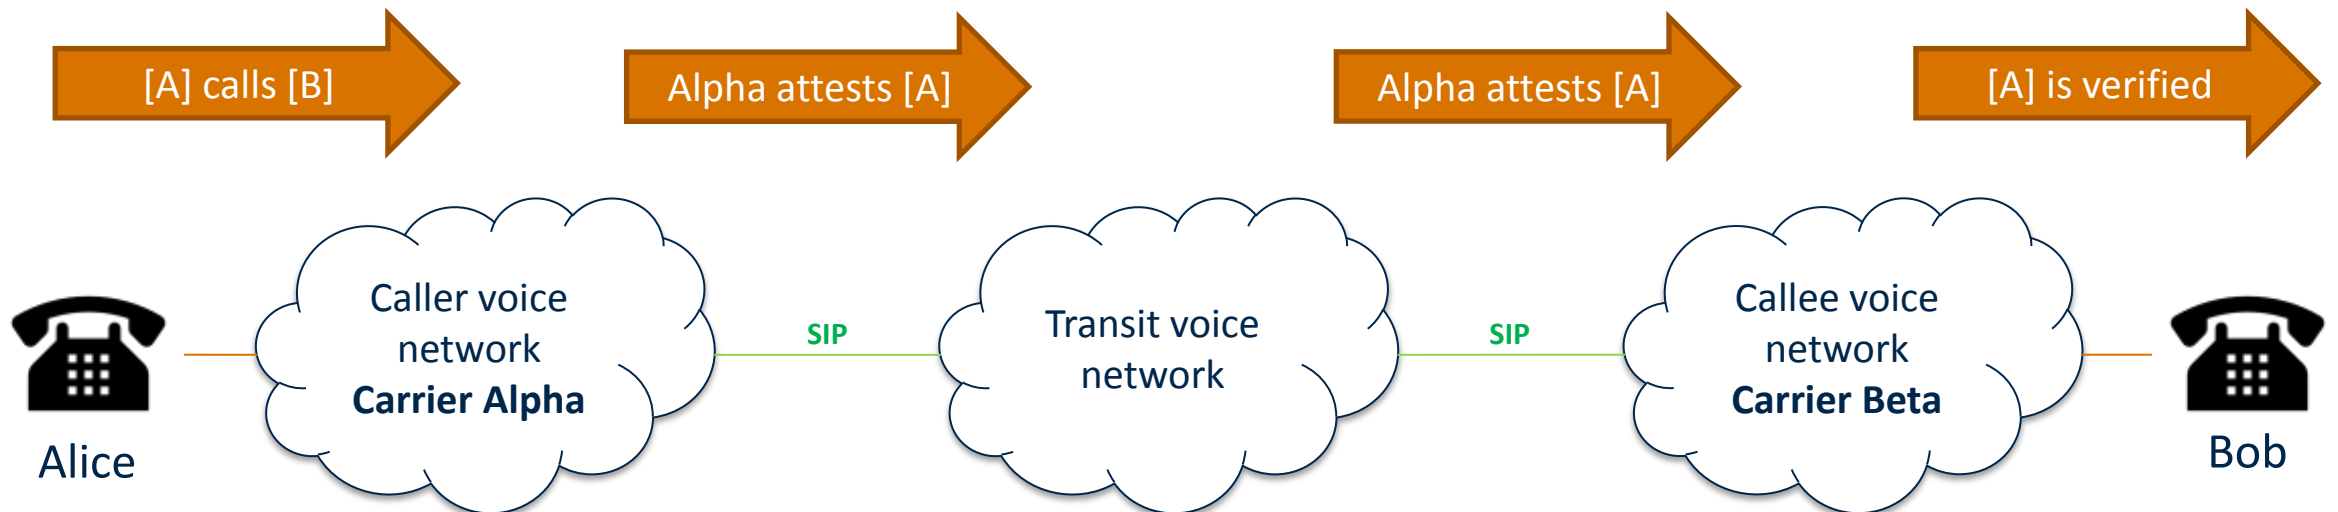 [A] calls [B]
Alpha attests [A]
Alpha attests [A]
[A] is verified
Caller voice
network
Carrier Alpha
SIP
Transit voice
network
SIP
Callee voice
network
Carrier Beta
Alice
Bob